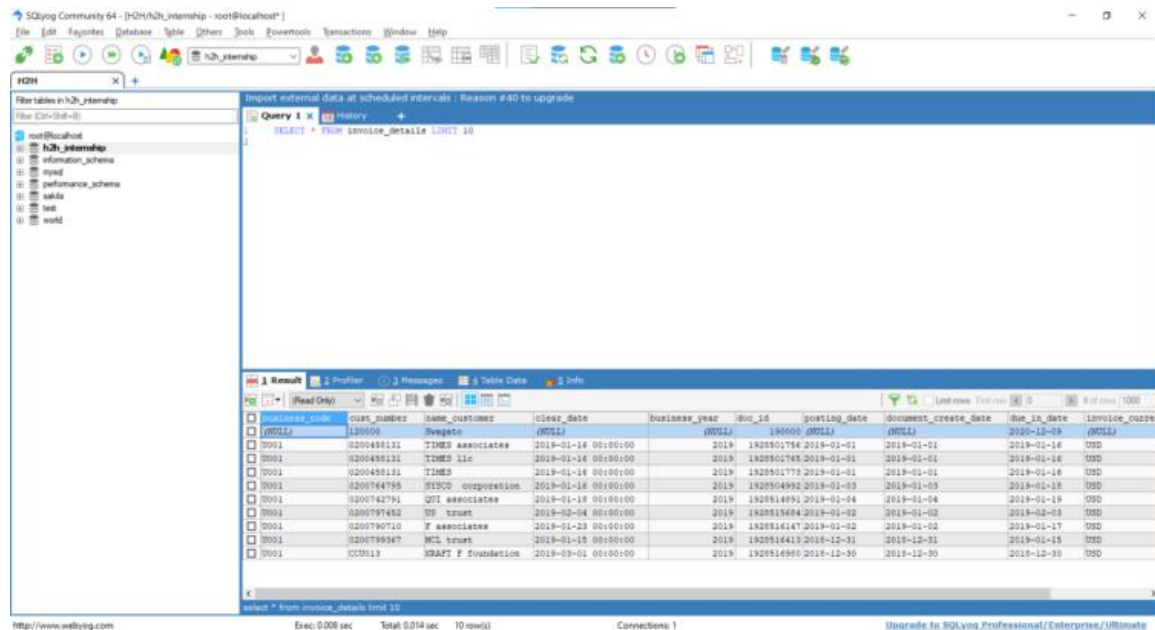 SQLyog Community 64 - [H2H/h2h_internship - root@localhost*]
File Edit Favorites Database Table Others Tools Powertools Transactions Window Help
h2h_internship
H2H × +
Filter tables in h2h_internship
Filter (Ctrl+Shift+B)
root@localhost
h2h_internship
information_schema
mysql
performance_schema
sakila
test
world
Import external data at scheduled intervals : Reason #40 to upgrade
Query 1 × History +
1 SELECT * FROM invoice_details LIMIT 10
2
1 Result 2 Profiler 3 Messages 4 Table Data 5 Info
(Read Only) Limit rows First row 0 # of rows 1000
business_code cust_number name_customer clear_date business_year doc_id posting_date document_create_date due_in_date invoice_curre
(NULL) 120000 Swagato (NULL) (NULL) 190000 (NULL) (NULL) 2020-12-09 (NULL)
U001 0200458131 TIMES associates 2019-01-16 00:00:00 2019 1928501756 2019-01-01 2019-01-01 2019-01-16 USD
U001 0200458131 TIMES llc 2019-01-16 00:00:00 2019 1928501765 2019-01-01 2019-01-01 2019-01-16 USD
U001 0200458131 TIMES 2019-01-16 00:00:00 2019 1928501773 2019-01-01 2019-01-01 2019-01-16 USD
U001 0200764795 SYSCO corporation 2019-01-16 00:00:00 2019 1928504992 2019-01-03 2019-01-03 2019-01-18 USD
U001 0200742791 QUI associates 2019-01-18 00:00:00 2019 1928514891 2019-01-04 2019-01-04 2019-01-19 USD
U001 0200797452 US trust 2019-02-04 00:00:00 2019 1928515684 2019-01-02 2019-01-02 2019-02-03 USD
U001 0200790710 F associates 2019-01-23 00:00:00 2019 1928516147 2019-01-02 2019-01-02 2019-01-17 USD
U001 0200799367 MCL trust 2019-01-15 00:00:00 2019 1928516413 2018-12-31 2018-12-31 2019-01-15 USD
U001 CCU013 KRAFT F foundation 2019-03-01 00:00:00 2019 1928516980 2018-12-30 2018-12-30 2018-12-30 USD
select * from invoice_details limit 10
http://www.webyog.com Exec: 0.008 sec Total: 0.014 sec 10 row(s) Connections: 1 Upgrade to SQLyog Professional/Enterprise/Ultimate